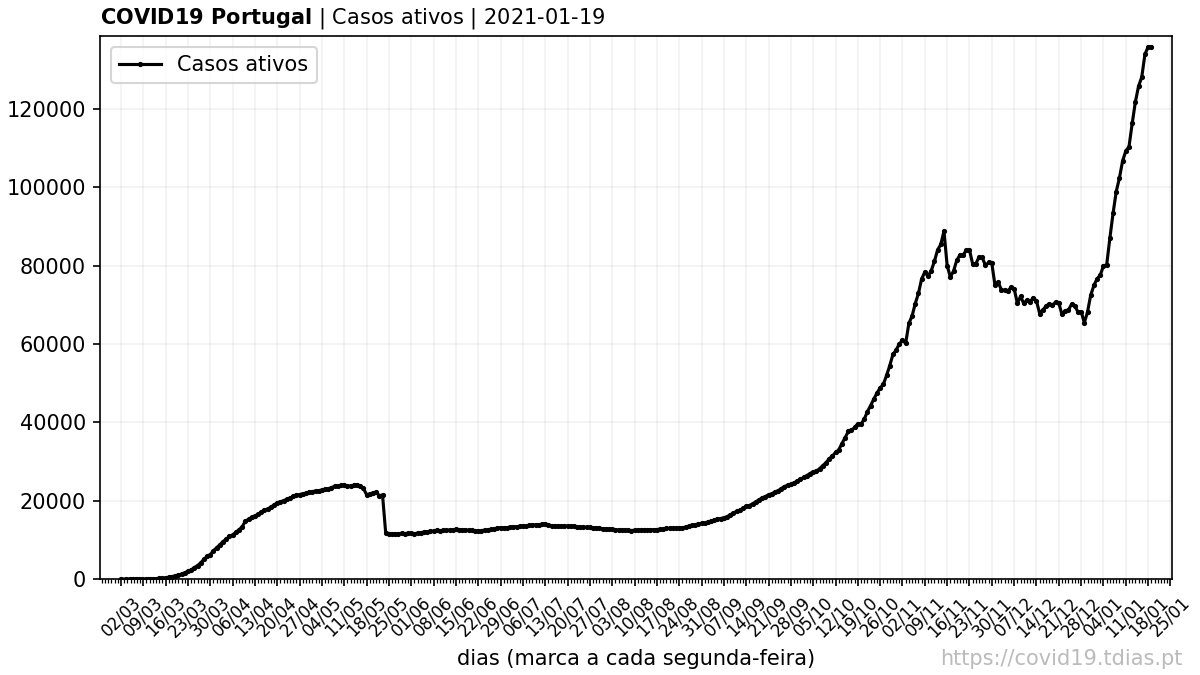 COVID19 Portugal | Casos ativos | 2021-01-19
Casos ativos
120000
100000
80000
60000
40000
20000
0
02/03 09/03 16/03 23/03 30/03 06/04 13/04 20/04 27/04 04/05 11/05 18/05 25/05 01/06 08/06 15/06 22/06 29/06 06/07 13/07 20/07 27/07 03/08 10/08 17/08 24/08 31/08 07/09 14/09 21/09 28/09 05/10 12/10 19/10 26/10 02/11 09/11 16/11 23/11 30/11 07/12 14/12 21/12 28/12 04/01 11/01 18/01 25/01
dias (marca a cada segunda-feira)
https://covid19.tdias.pt